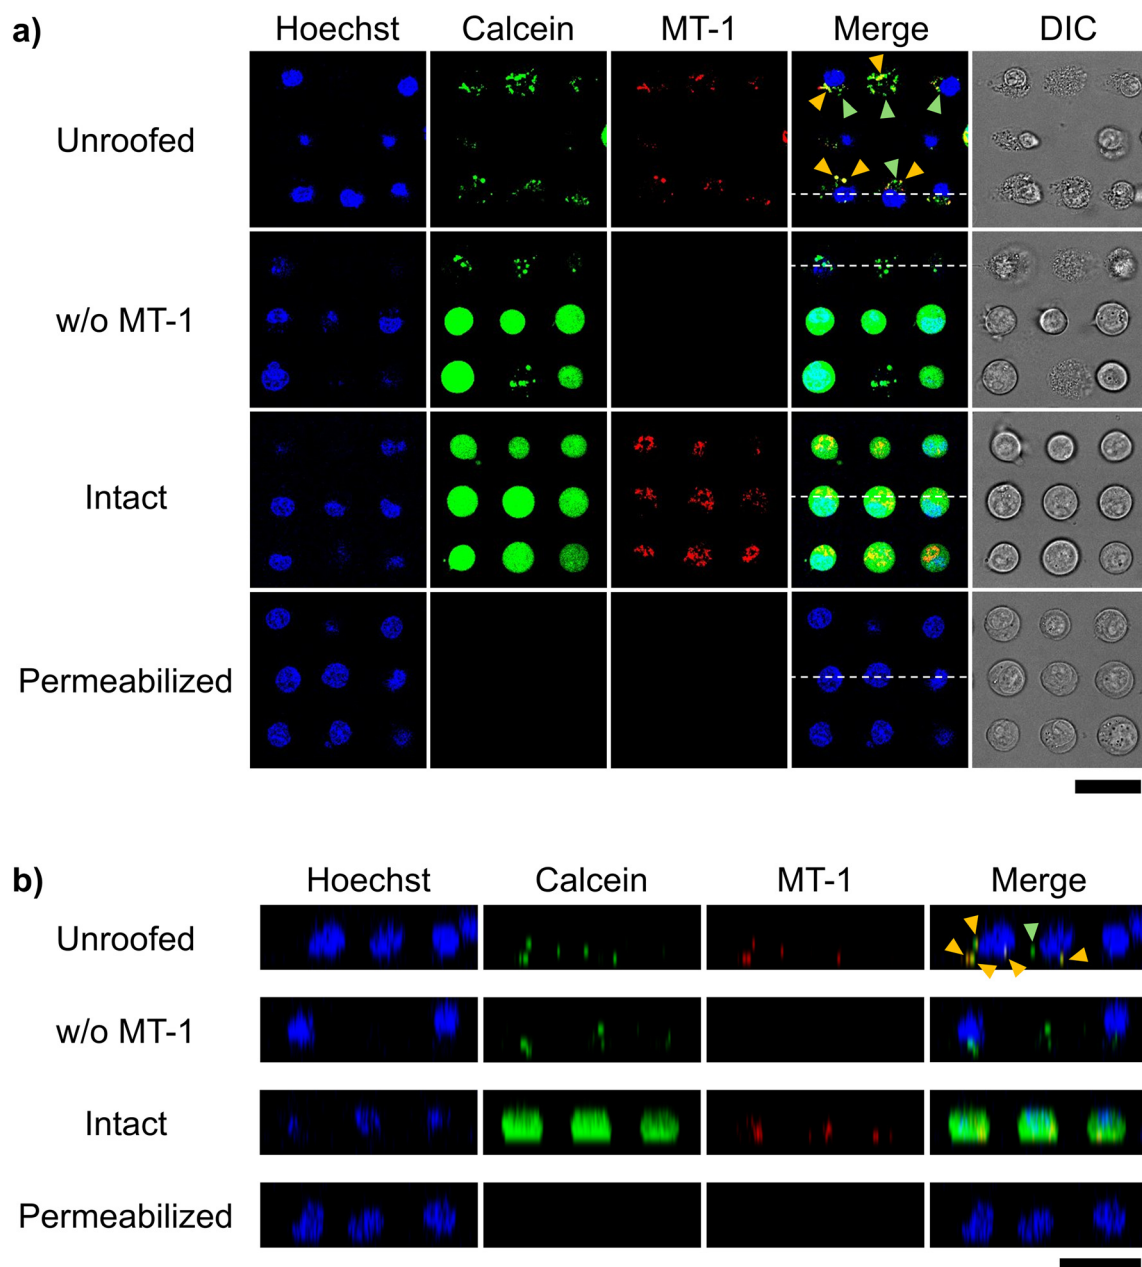 a)
Hoechst Calcein MT-1 Merge DIC
Unroofed
w/o MT-1
Intact
Permeabilized
b)
Hoechst Calcein MT-1 Merge
Unroofed
w/o MT-1
Intact
Permeabilized